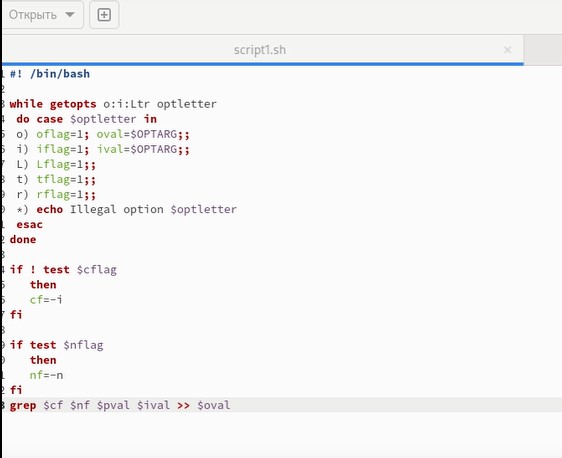 Открыть
script1.sh
#! /bin/bash
while getopts o:i:Ltr optletter
do case $optletter in
o) oflag=1; oval=$OPTARG;;
i) iflag=1; ival=$OPTARG;;
L) Lflag=1;;
t) tflag=1;;
r) rflag=1;;
*) echo Illegal option $optletter
esac
done
if ! test $cflag
then
cf=-i
fi
if test $nflag
then
nf=-n
fi
grep $cf $nf $pval $ival >> $oval